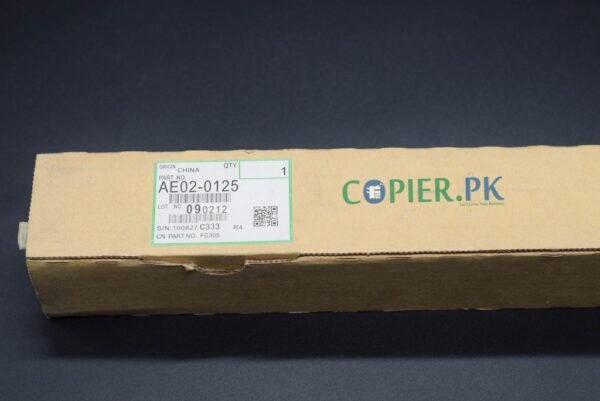 ORIGIN CHINA QTY 1
PART NO.
AE02-0125
LOT NO. 090212
S/N:100827 C333 R4
CN PART NO. FG305
COPIER.PK